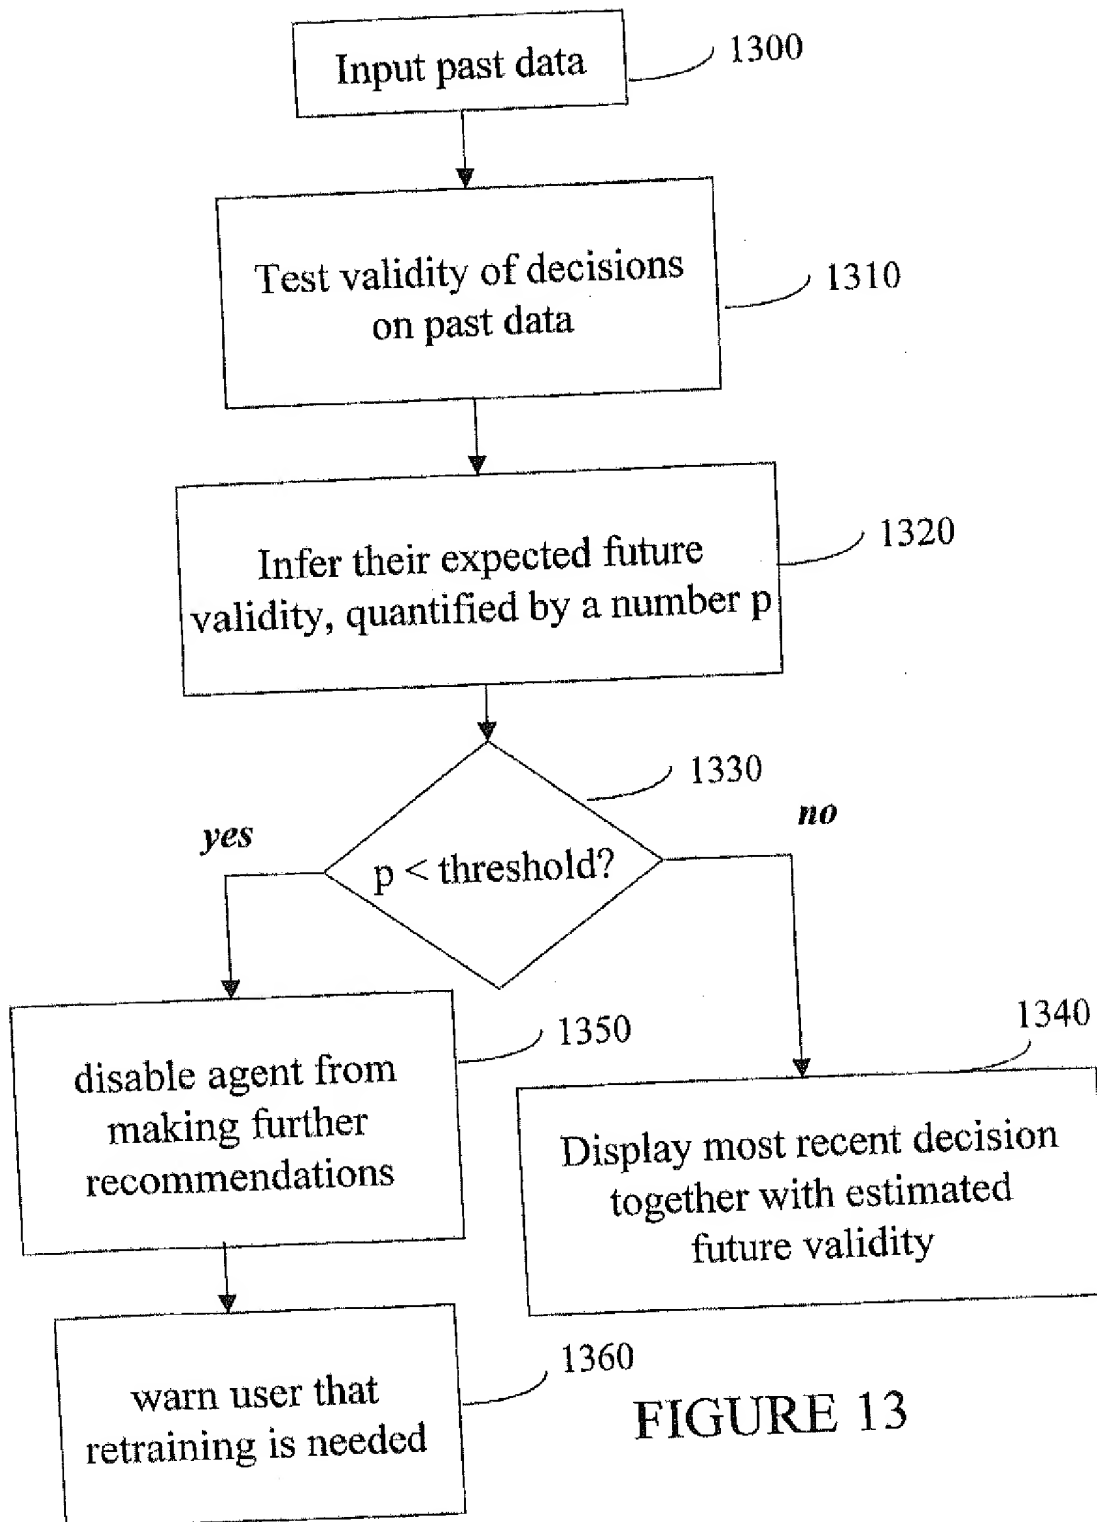 Input past data
1300
Test validity of decisions
on past data
1310
Infer their expected future
validity, quantified by a number p
1320
1330
yes
no
p < threshold?
disable agent from
making further
recommendations
1350
1340
Display most recent decision
together with estimated
future validity
warn user that
retraining is needed
1360
FIGURE 13